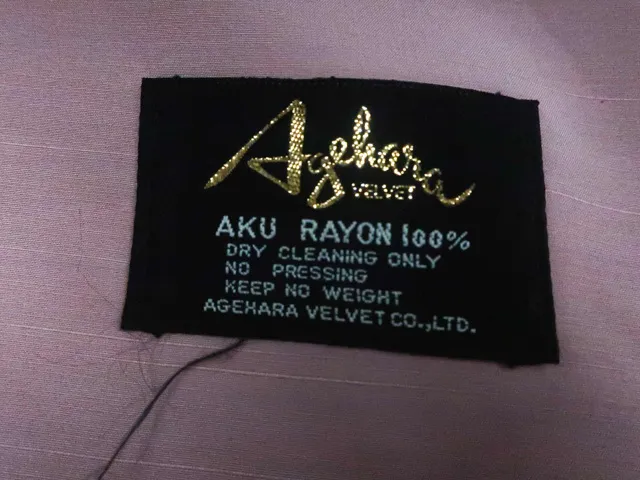 Agehara
VELVET
AKU RAYON 100%
DRY CLEANING ONLY
NO PRESSING
KEEP NO WEIGHT
AGEHARA VELVET CO.,LTD.